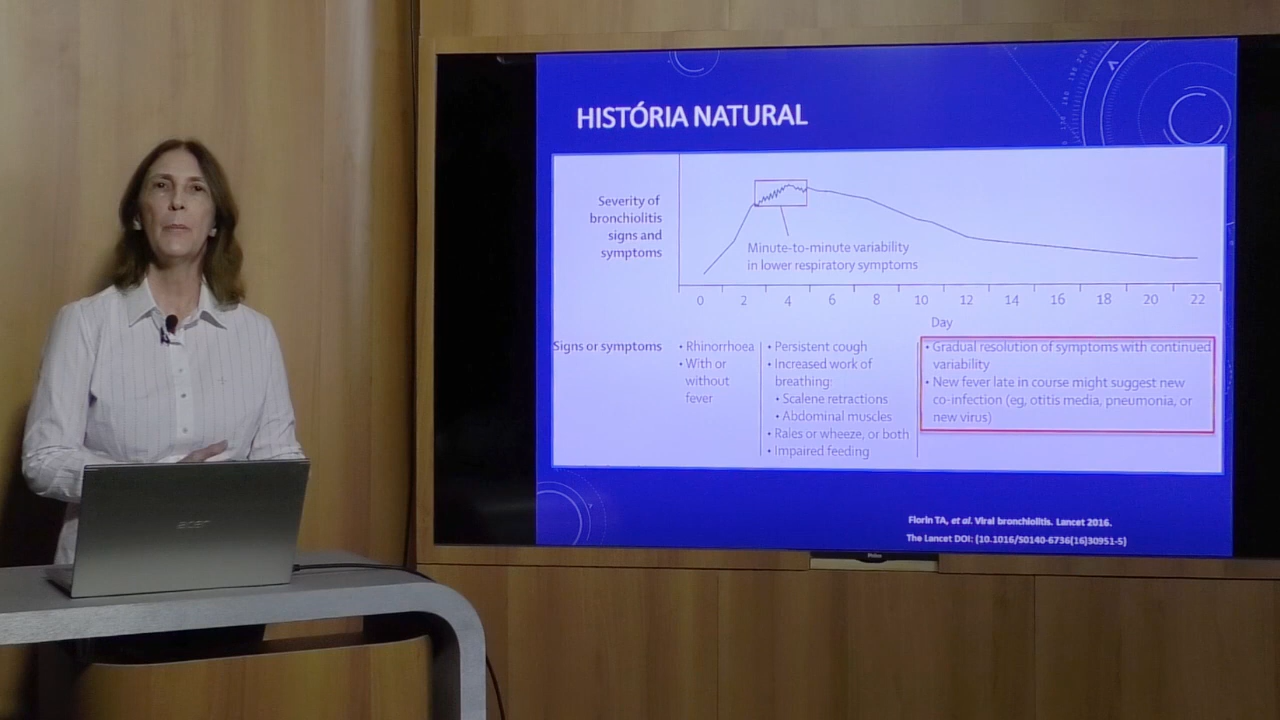 HISTÓRIA NATURAL
Severity of
bronchiolitis
signs and
symptoms
Minute-to-minute variability
in lower respiratory symptoms
0 2 4 6 8 10 12 14 16 18 20 22
Day
Signs or symptoms
• Rhinorrhoea
• With or
without
fever
• Persistent cough
• Increased work of
breathing:
• Scalene retractions
• Abdominal muscles
• Rales or wheeze, or both
• Impaired feeding
• Gradual resolution of symptoms with continued
variability
• New fever late in course might suggest new
co-infection (eg, otitis media, pneumonia, or
new virus)
Florin TA, et al. Viral bronchiolitis. Lancet 2016.
The Lancet DOI: (10.1016/S0140-6736(16)30951-5)
acer
Philco